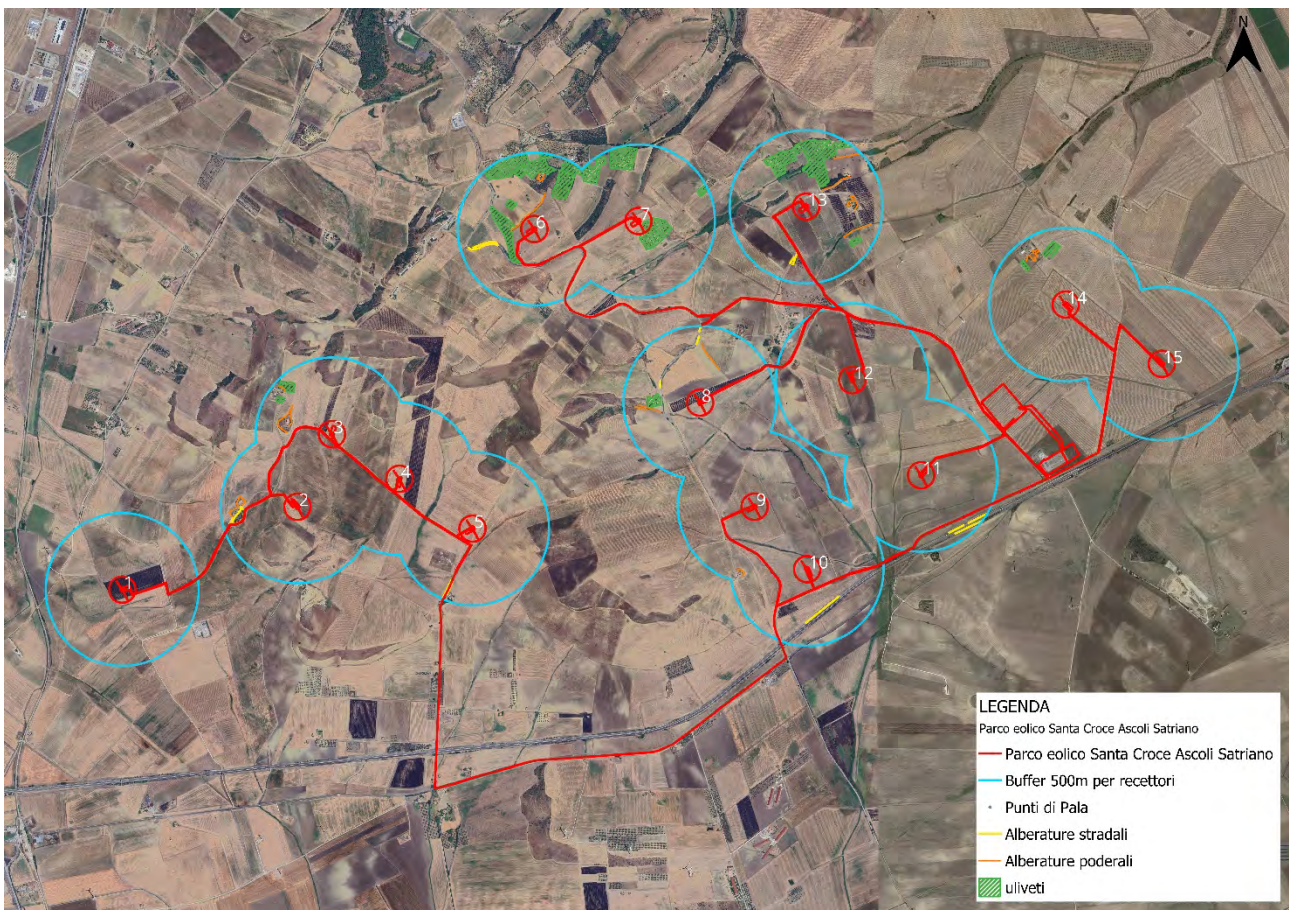 N
13
7
6
14
15
12
8
3
4
11
9
2
5
10
1
LEGENDA
Parco eolico Santa Croce Ascoli Satriano
Parco eolico Santa Croce Ascoli Satriano
Buffer 500m per recettori
Punti di Pala
Alberature stradali
Alberature poderali
uliveti